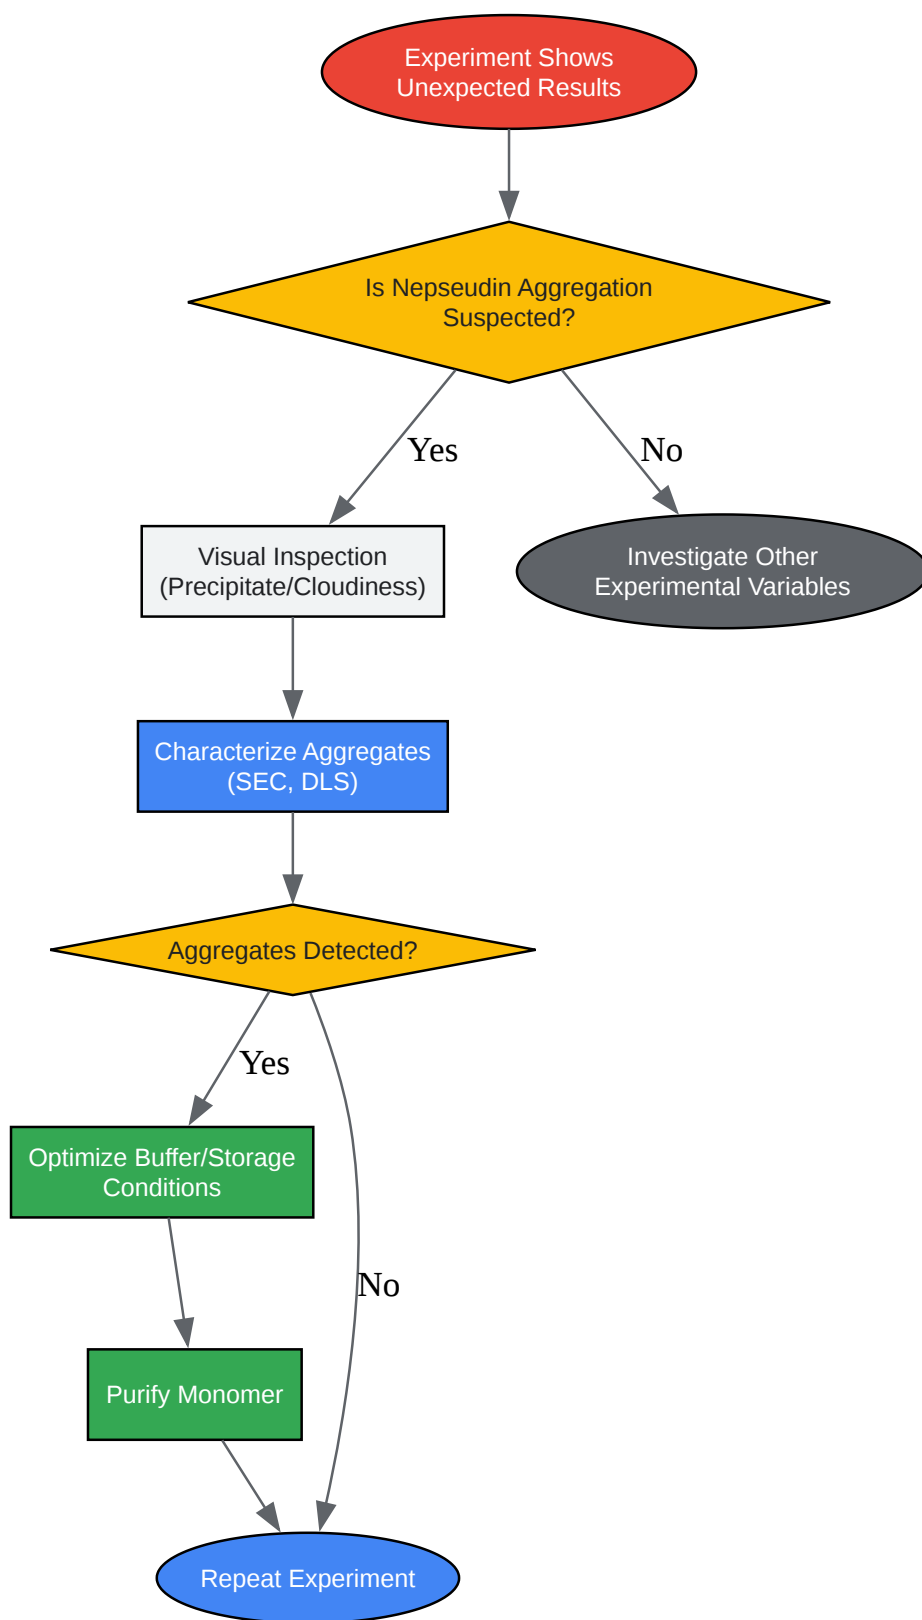 Experiment Shows
Unexpected Results
Is Nepseudin Aggregation
Suspected?
Yes
No
Visual Inspection
(Precipitate/Cloudiness)
Investigate Other
Experimental Variables
Characterize Aggregates
(SEC, DLS)
Aggregates Detected?
Yes
Optimize Buffer/Storage
Conditions
No
Purify Monomer
Repeat Experiment